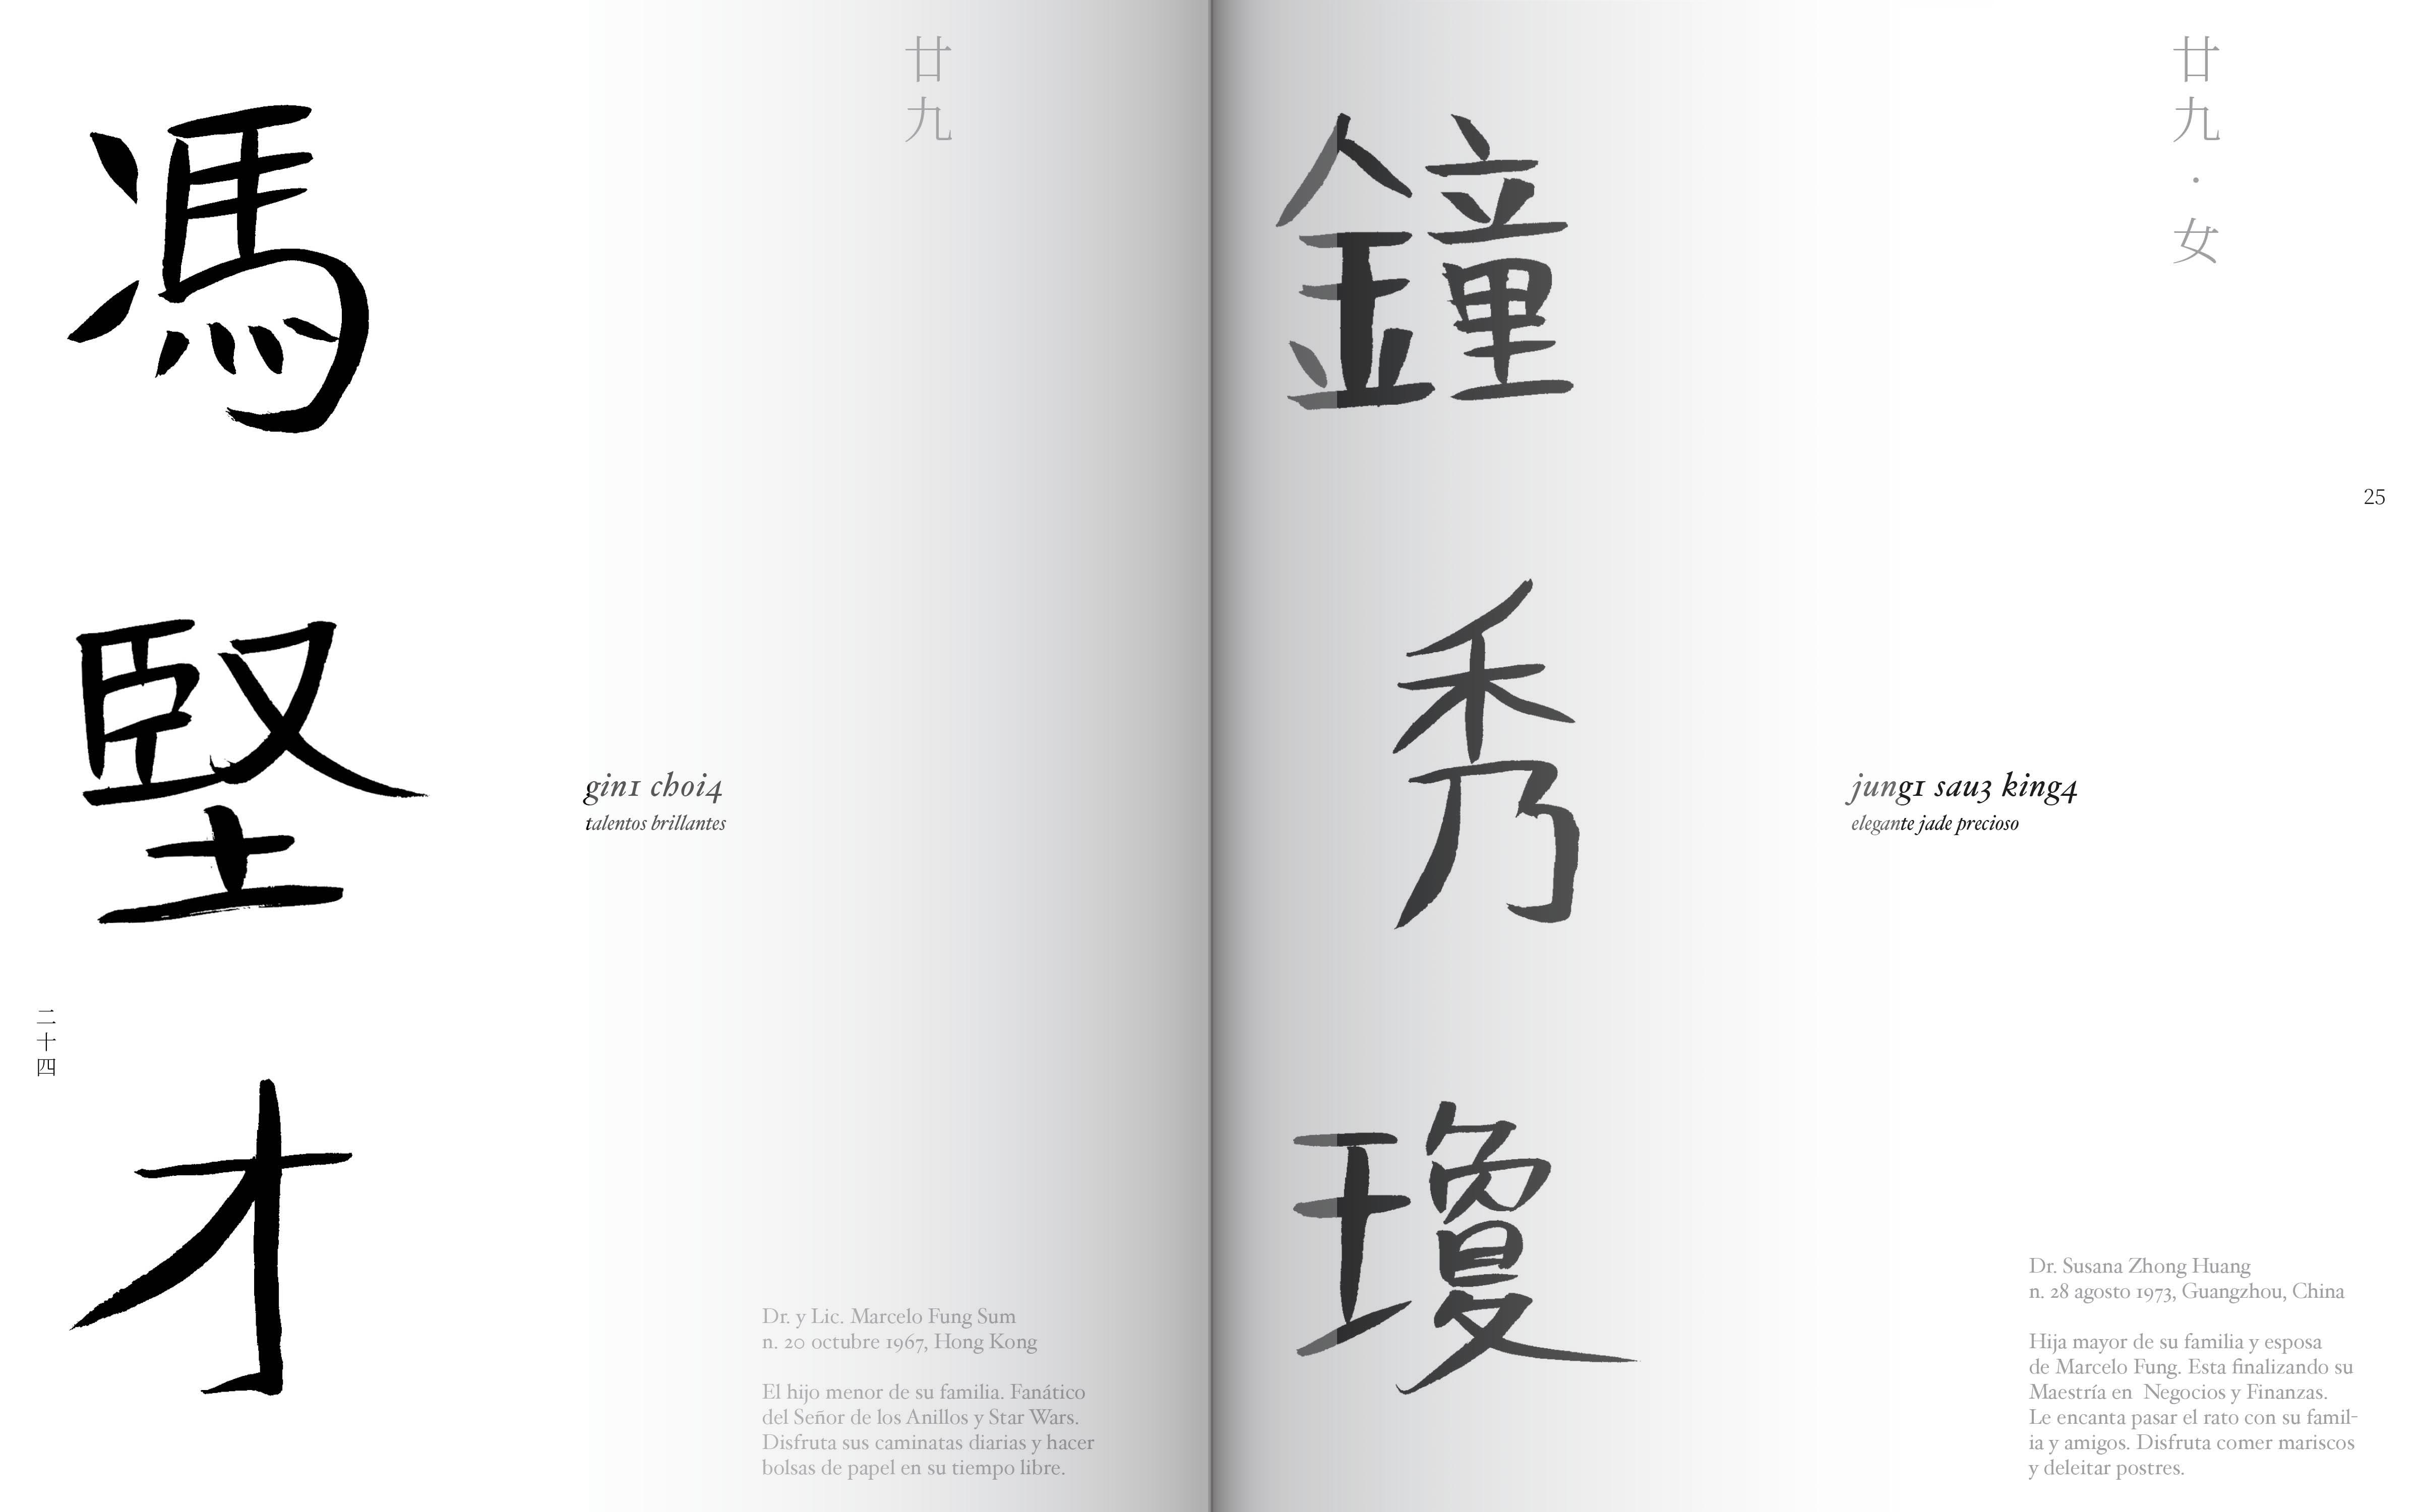 廿九
馮堅才
gin1 choi4
talentos brillantes
二十四
Dr. y Lic. Marcelo Fung Sum
n. 20 octubre 1967, Hong Kong
El hijo menor de su familia. Fanático
del Señor de los Anillos y Star Wars.
Disfruta sus caminatas diarias y hacer
bolsas de papel en su tiempo libre.
廿九·女
鐘秀瓊
25
jung1 sau3 king4
elegante jade precioso
Dr. Susana Zhong Huang
n. 28 agosto 1973, Guangzhou, China
Hija mayor de su familia y esposa
de Marcelo Fung. Esta finalizando su
Maestría en Negocios y Finanzas.
Le encanta pasar el rato con su famil-
ia y amigos. Disfruta comer mariscos
y deleitar postres.